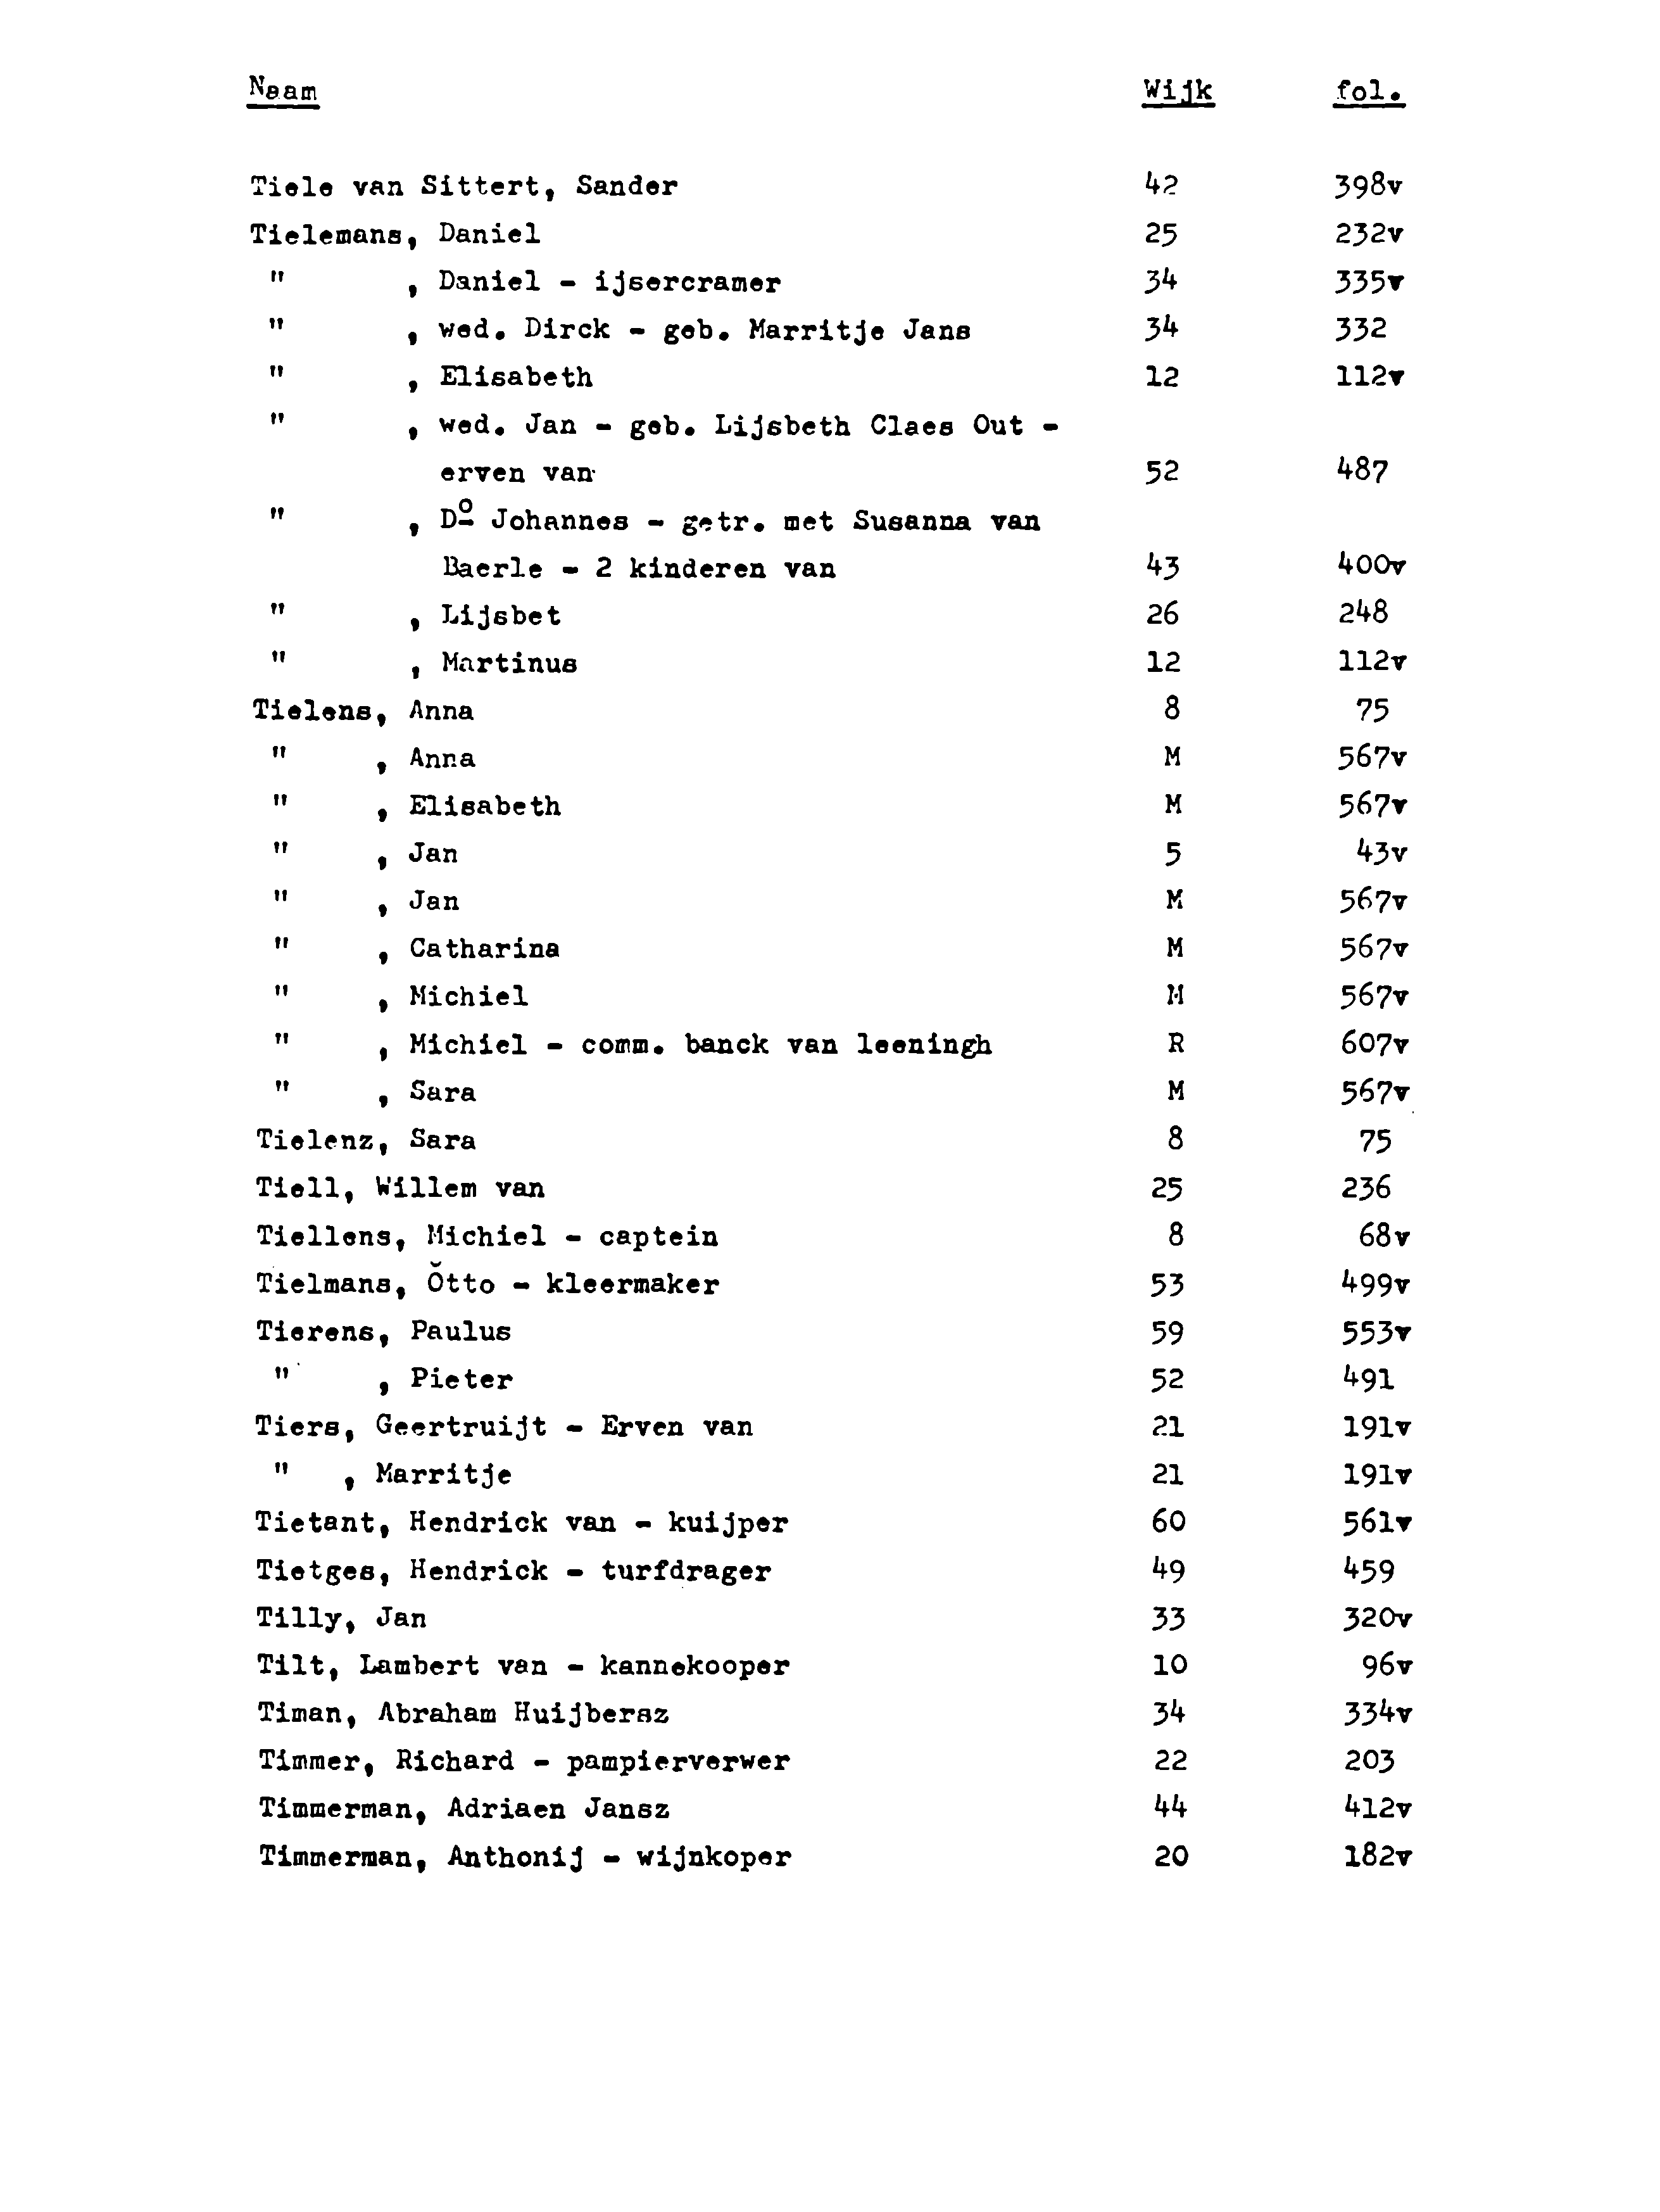 Naam Wijk fol.
Tiele van Sittert, Sander 42 398v
Tielemans, Daniel 25 232v
" , Daniel - ijsercramer 34 335v
" , wed. Dirck - geb. Marritje Jans 34 332
" , Elisabeth 12 112v
" , wed. Jan - geb. Lijsbeth Claes Out -
erven van 52 487
" , Do Johannes - getr. met Susanna van
Baerle - 2 kinderen van 43 400v
" , Lijsbet 26 248
" , Martinus 12 112v
Tielens, Anna 8 75
" , Anna M 567v
" , Elisabeth M 567v
" , Jan 5 43v
" , Jan M 567v
" , Catharina M 567v
" , Michiel M 567v
" , Michiel - comm. banck van leeningh R 607v
" , Sara M 567v
Tielenz, Sara 8 75
Tiell, Willem van 25 236
Tiellens, Michiel - captein 8 68v
Tielmans, Ŏtto - kleermaker 53 499v
Tierens, Paulus 59 553v
" , Pieter 52 491
Tiers, Geertruijt - Erven van 21 191v
" , Marritje 21 191v
Tietant, Hendrick van - kuijper 60 561v
Tietges, Hendrick - turfdrager 49 459
Tilly, Jan 33 320v
Tilt, Lambert van - kannekooper 10 96v
Timan, Abraham Huijbersz 34 334v
Timmer, Richard - pampierverwer 22 203
Timmerman, Adriaen Jansz 44 412v
Timmerman, Anthonij - wijnkoper 20 182v